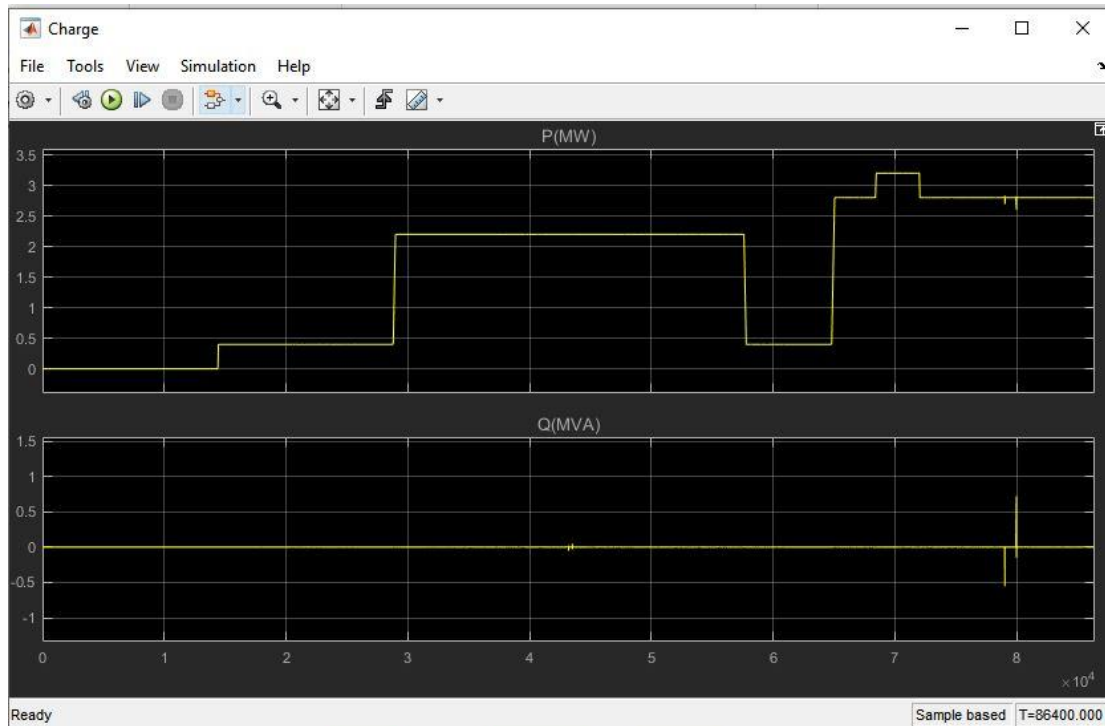 Charge
File Tools View Simulation Help
P(MW)
3.5
3
2.5
2
1.5
1
0.5
0
Q(MVA)
1.5
1
0.5
0
-0.5
-1
0 1 2 3 4 5 6 7 8
×10⁴
Ready Sample based T=86400.000